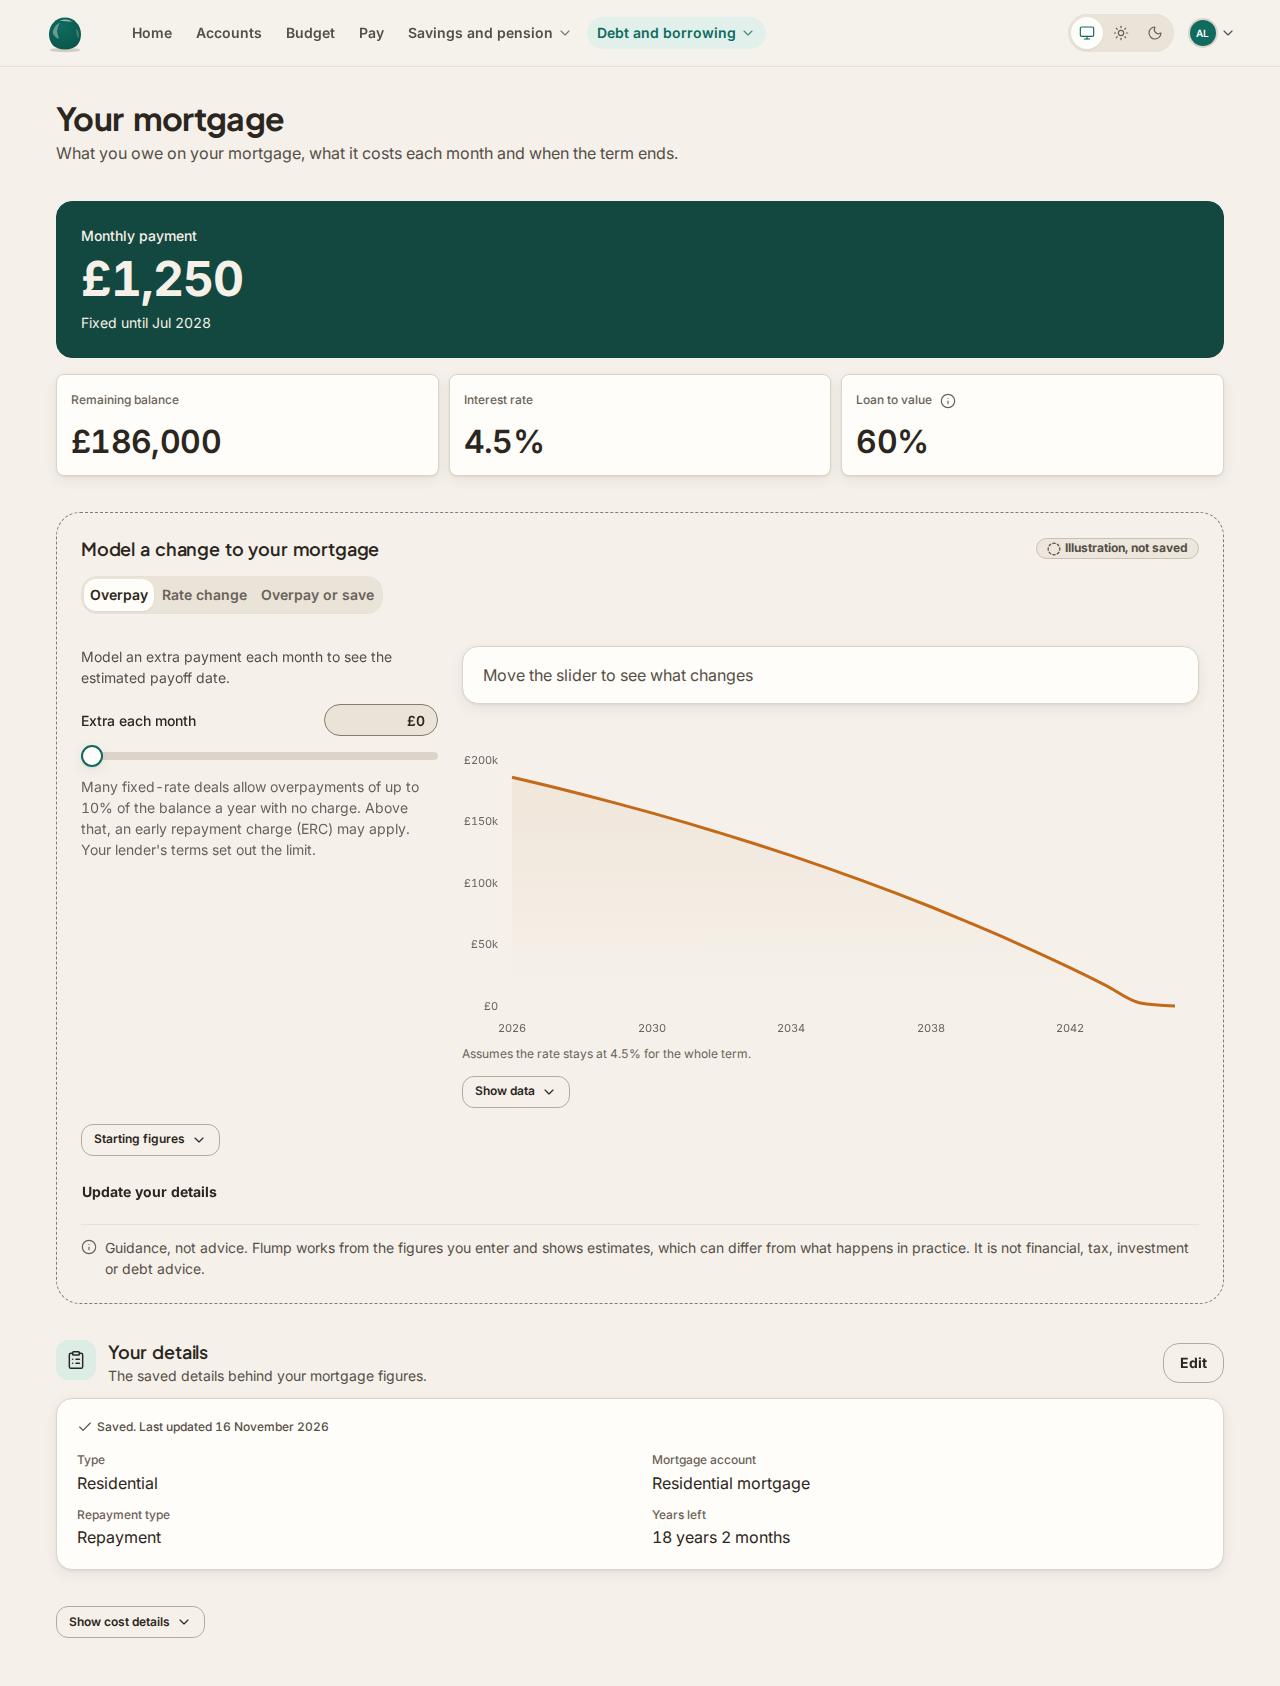 Home Accounts Budget Pay Savings and pension Debt and borrowing AL
Your mortgage
What you owe on your mortgage, what it costs each month and when the term ends.
Monthly payment
£1,250
Fixed until Jul 2028
Remaining balance
£186,000
Interest rate
4.5%
Loan to value
60%
Model a change to your mortgage
Illustration, not saved
Overpay Rate change Overpay or save
Model an extra payment each month to see the
estimated payoff date.
Extra each month £0
Many fixed-rate deals allow overpayments of up to
10% of the balance a year with no charge. Above
that, an early repayment charge (ERC) may apply.
Your lender's terms set out the limit.
Move the slider to see what changes
£200k
£150k
£100k
£50k
£0
2026 2030 2034 2038 2042
Assumes the rate stays at 4.5% for the whole term.
Show data
Starting figures
Update your details
Guidance, not advice. Flump works from the figures you enter and shows estimates, which can differ from what happens in practice. It is not financial, tax, investment
or debt advice.
Your details
The saved details behind your mortgage figures.
Edit
Saved. Last updated 16 November 2026
Type
Residential
Mortgage account
Residential mortgage
Repayment type
Repayment
Years left
18 years 2 months
Show cost details